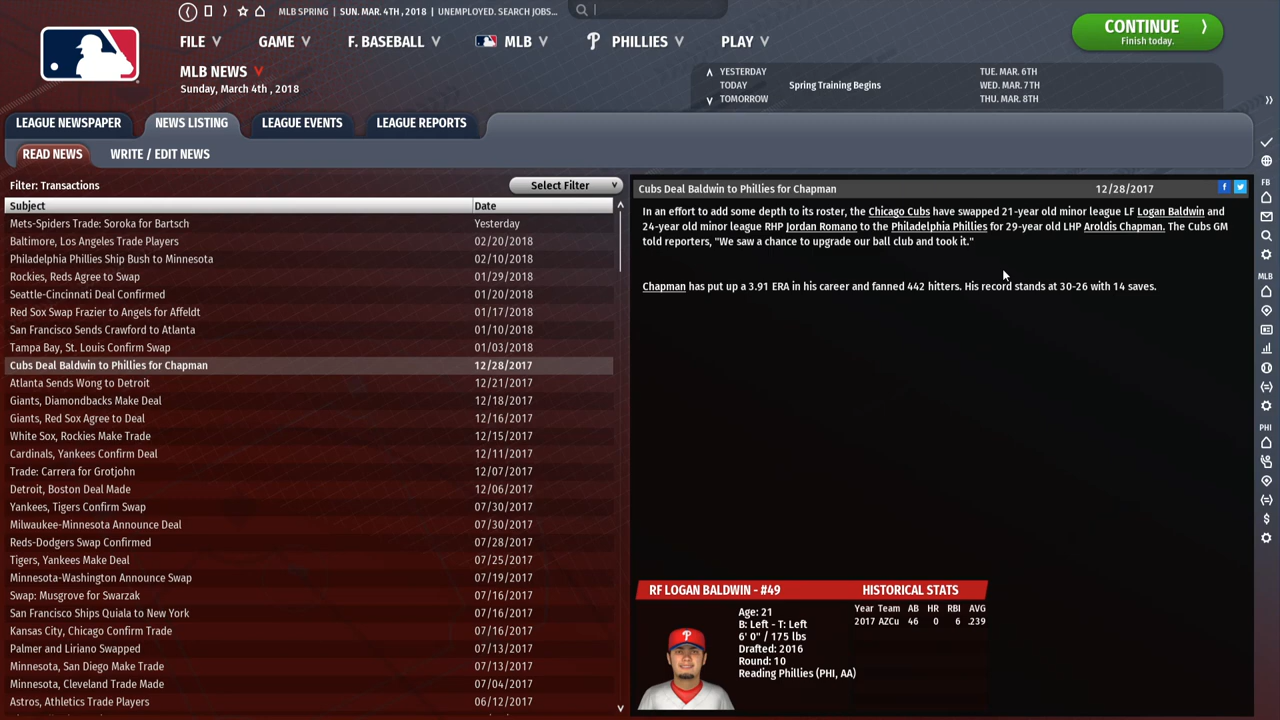 MLB SPRING | SUN. MAR. 4TH , 2018 | UNEMPLOYED. SEARCH JOBS...
FILE GAME F. BASEBALL MLB PHILLIES PLAY
CONTINUE
Finish today.
MLB NEWS
Sunday, March 4th , 2018
YESTERDAY TUE. MAR. 6TH
TODAY Spring Training Begins WED. MAR. 7TH
TOMORROW THU. MAR. 8TH
LEAGUE NEWSPAPER NEWS LISTING LEAGUE EVENTS LEAGUE REPORTS
READ NEWS WRITE / EDIT NEWS
Filter: Transactions Select Filter
Subject Date
Mets-Spiders Trade: Soroka for Bartsch Yesterday
Baltimore, Los Angeles Trade Players 02/20/2018
Philadelphia Phillies Ship Bush to Minnesota 02/10/2018
Rockies, Reds Agree to Swap 01/29/2018
Seattle-Cincinnati Deal Confirmed 01/20/2018
Red Sox Swap Frazier to Angels for Affeldt 01/17/2018
San Francisco Sends Crawford to Atlanta 01/10/2018
Tampa Bay, St. Louis Confirm Swap 01/03/2018
Cubs Deal Baldwin to Phillies for Chapman 12/28/2017
Atlanta Sends Wong to Detroit 12/21/2017
Giants, Diamondbacks Make Deal 12/18/2017
Giants, Red Sox Agree to Deal 12/16/2017
White Sox, Rockies Make Trade 12/15/2017
Cardinals, Yankees Confirm Deal 12/11/2017
Trade: Carrera for Grotjohn 12/07/2017
Detroit, Boston Deal Made 12/06/2017
Yankees, Tigers Confirm Swap 07/30/2017
Milwaukee-Minnesota Announce Deal 07/30/2017
Reds-Dodgers Swap Confirmed 07/28/2017
Tigers, Yankees Make Deal 07/25/2017
Minnesota-Washington Announce Swap 07/19/2017
Swap: Musgrove for Swarzak 07/16/2017
San Francisco Ships Quiala to New York 07/16/2017
Kansas City, Chicago Confirm Trade 07/16/2017
Palmer and Liriano Swapped 07/13/2017
Minnesota, San Diego Make Trade 07/13/2017
Minnesota, Cleveland Trade Made 07/04/2017
Astros, Athletics Trade Players 06/12/2017
Cubs Deal Baldwin to Phillies for Chapman 12/28/2017
In an effort to add some depth to its roster, the Chicago Cubs have swapped 21-year old minor league LF Logan Baldwin and
24-year old minor league RHP Jordan Romano to the Philadelphia Phillies for 29-year old LHP Aroldis Chapman. The Cubs GM
told reporters, "We saw a chance to upgrade our ball club and took it."
Chapman has put up a 3.91 ERA in his career and fanned 442 hitters. His record stands at 30-26 with 14 saves.
RF LOGAN BALDWIN - #49
Age: 21
B: Left - T: Left
6' 0" / 175 lbs
Drafted: 2016
Round: 10
Reading Phillies (PHI, AA)
HISTORICAL STATS
Year Team AB HR RBI AVG
2017 AZCu 46 0 6 .239
FB
MLB
PHI